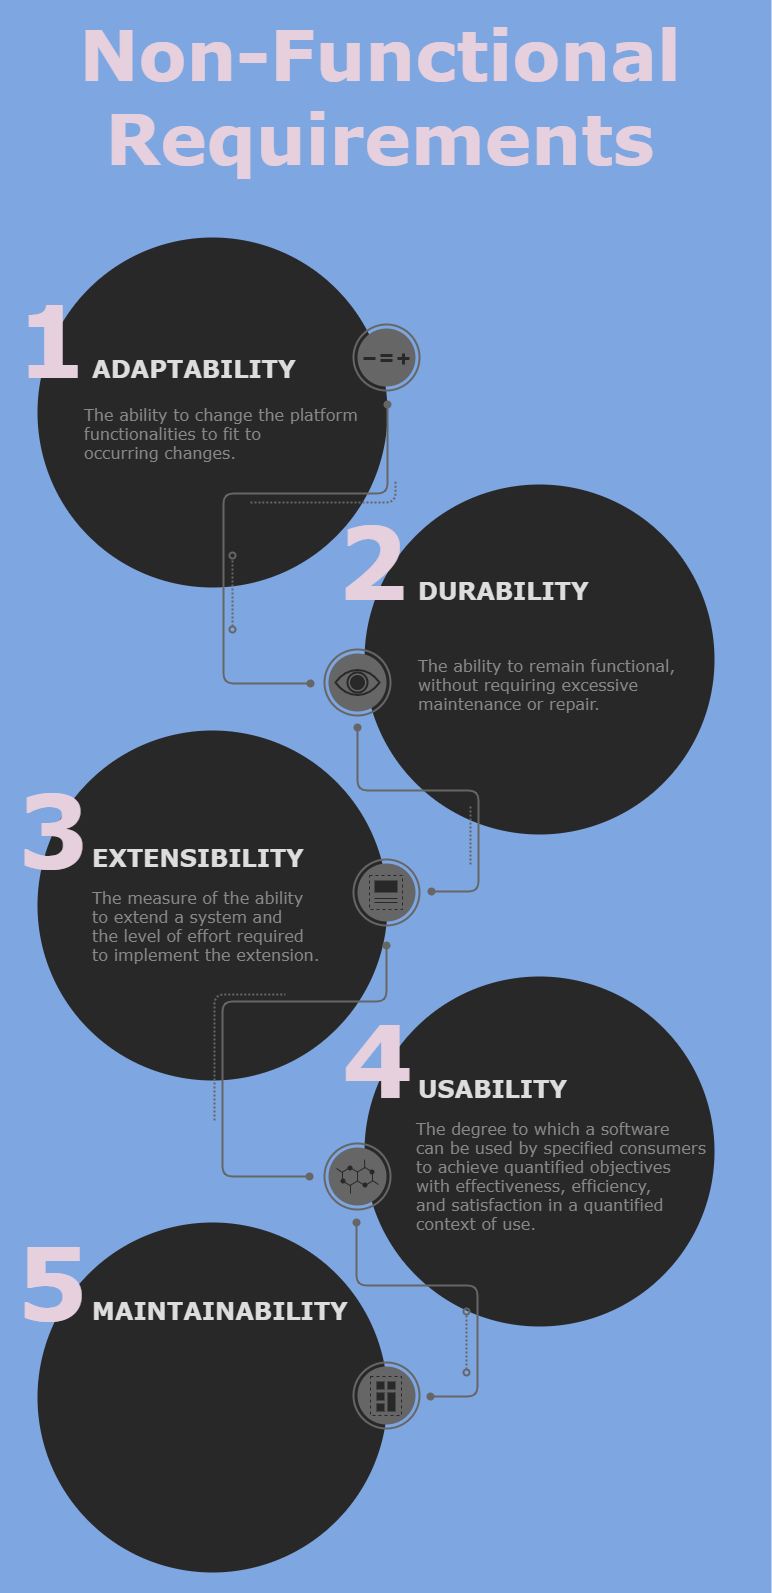 Non-Functional
Requirements
1
ADAPTABILITY
The ability to change the platform
functionalities to fit to
occurring changes.
2
DURABILITY
The ability to remain functional,
without requiring excessive
maintenance or repair.
3
EXTENSIBILITY
The measure of the ability
to extend a system and
the level of effort required
to implement the extension.
4
USABILITY
The degree to which a software
can be used by specified consumers
to achieve quantified objectives
with effectiveness, efficiency,
and satisfaction in a quantified
context of use.
5
MAINTAINABILITY